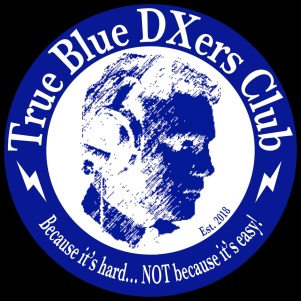 True Blue DXers Club
Est. 2018
Because it's hard... NOT because it's easy!